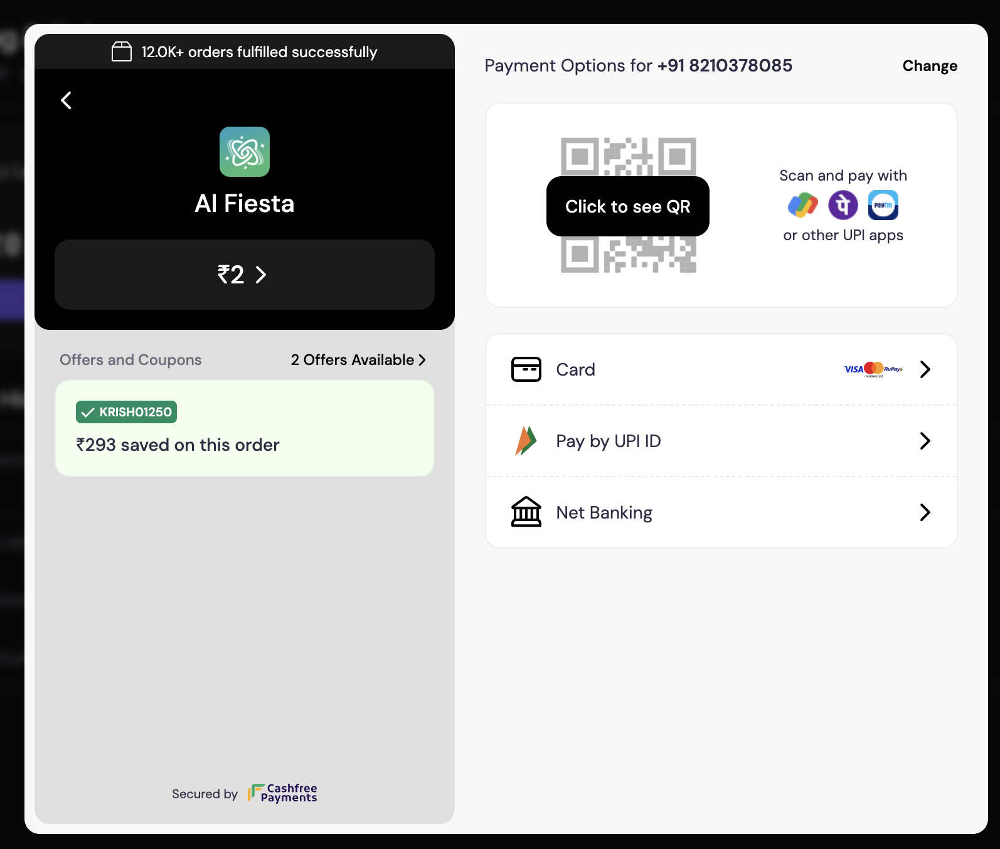 12.0K+ orders fulfilled successfully
AI Fiesta
₹2
Offers and Coupons
2 Offers Available
KRISH01250
₹293 saved on this order
Secured by
Cashfree
Payments
Payment Options for +91 8210378085
Change
Click to see QR
Scan and pay with
पे
paytm
or other UPI apps
Card
VISA
mastercard
RuPay
Pay by UPI ID
Net Banking